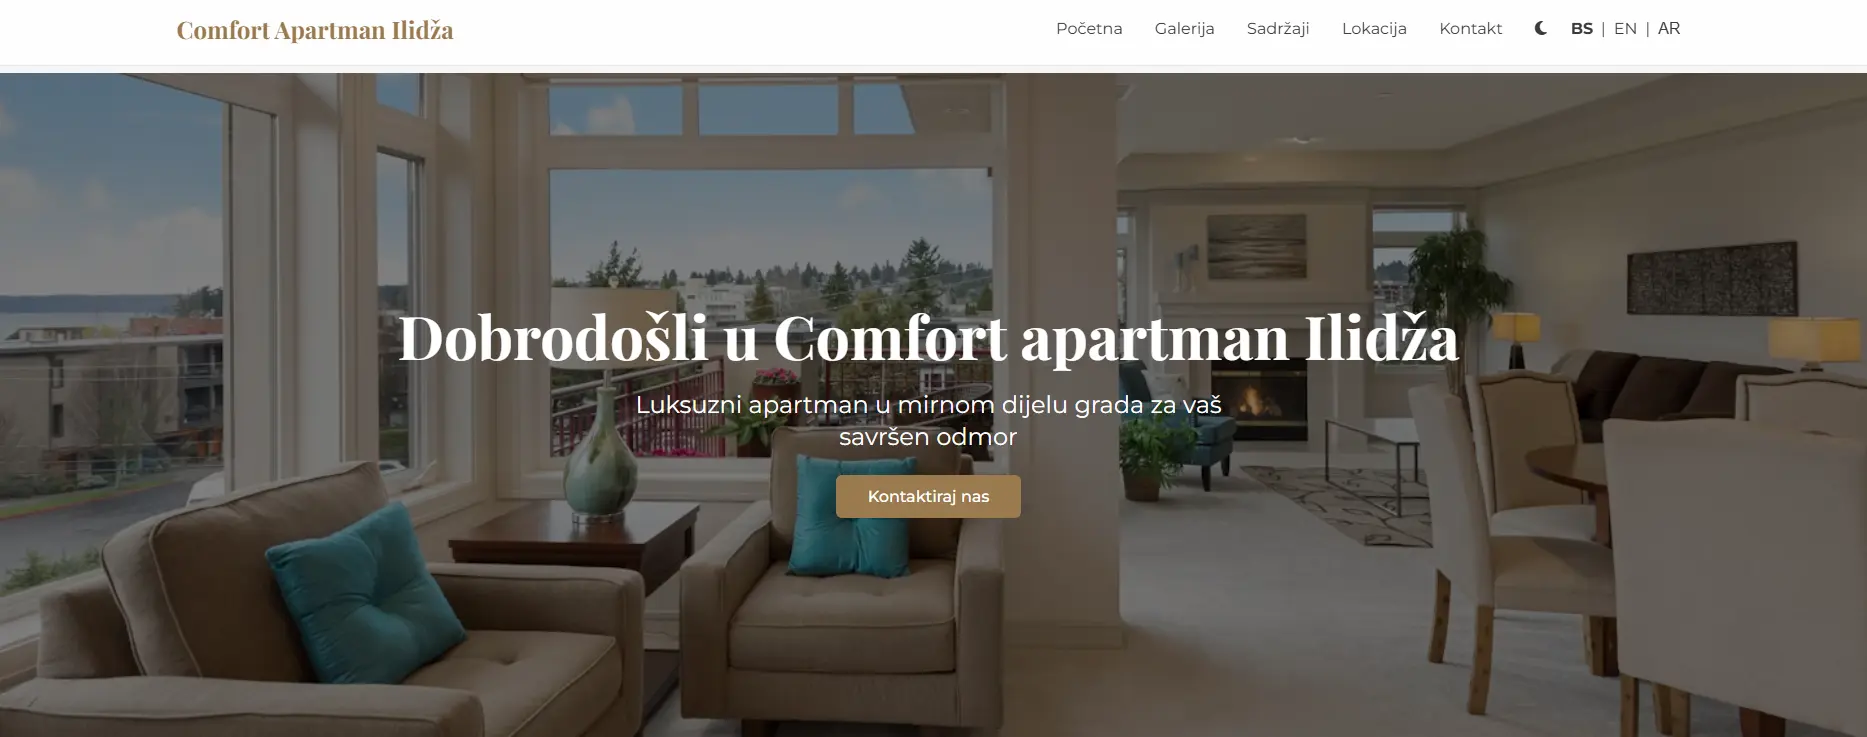 Comfort Apartman Ilidža
Početna Galerija Sadržaji Lokacija Kontakt BS | EN | AR
Dobrodošli u Comfort apartman Ilidža
Luksuzni apartman u mirnom dijelu grada za vaš
savršen odmor
Kontaktiraj nas